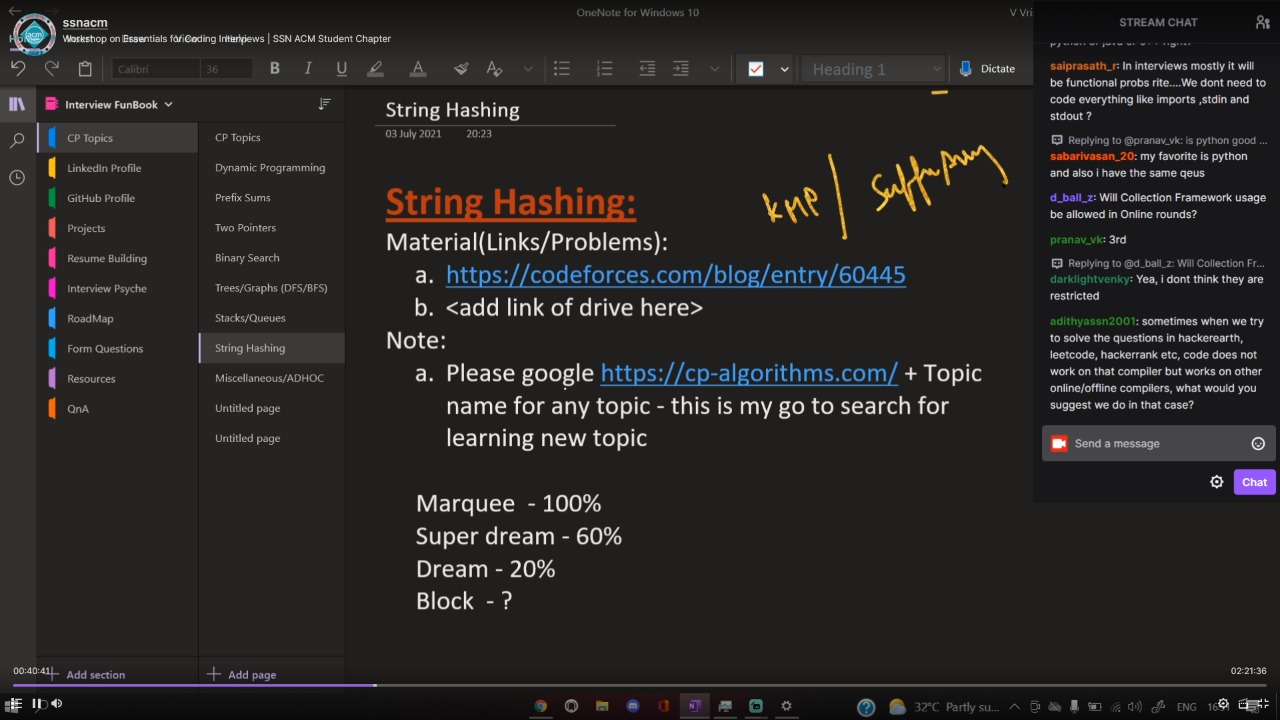 OneNote for Windows 10
V Vri
ssnacm
Workshop on Essentials for Coding Interviews | SSN ACM Student Chapter
acm
Calibri
36
B
I
U
A
Heading 1
Dictate
Interview FunBook
CP Topics
LinkedIn Profile
GitHub Profile
Projects
Resume Building
Interview Psyche
RoadMap
Form Questions
Resources
QnA
Add section
CP Topics
Dynamic Programming
Prefix Sums
Two Pointers
Binary Search
Trees/Graphs (DFS/BFS)
Stacks/Queues
String Hashing
Miscellaneous/ADHOC
Untitled page
Untitled page
Add page
String Hashing
03 July 2021 20:23
KMP
String Hashing:
Material(Links/Problems):
a. https://codeforces.com/blog/entry/60445
b. <add link of drive here>
Note:
a. Please google https://cp-algorithms.com/ + Topic
name for any topic - this is my go to search for
learning new topic
Marquee - 100%
Super dream - 60%
Dream - 20%
Block - ?
STREAM CHAT
saiprasath_r: In interviews mostly it will
be functional probs rite....We dont need to
code everything like imports ,stdin and
stdout ?
Replying to @pranav_vk: is python good ...
sabarivasan_20: my favorite is python
and also i have the same qeus
d_ball_z: Will Collection Framework usage
be allowed in Online rounds?
pranav_vk: 3rd
Replying to @d_ball_z: Will Collection Fr...
darklightvenky: Yea, i dont think they are
restricted
adithyassn2001: sometimes when we try
to solve the questions in hackerearth,
leetcode, hackerrank etc, code does not
work on that compiler but works on other
online/offline compilers, what would you
suggest we do in that case?
Send a message
Chat
00:40:41
02:21:36
32°C Partly su...
ENG